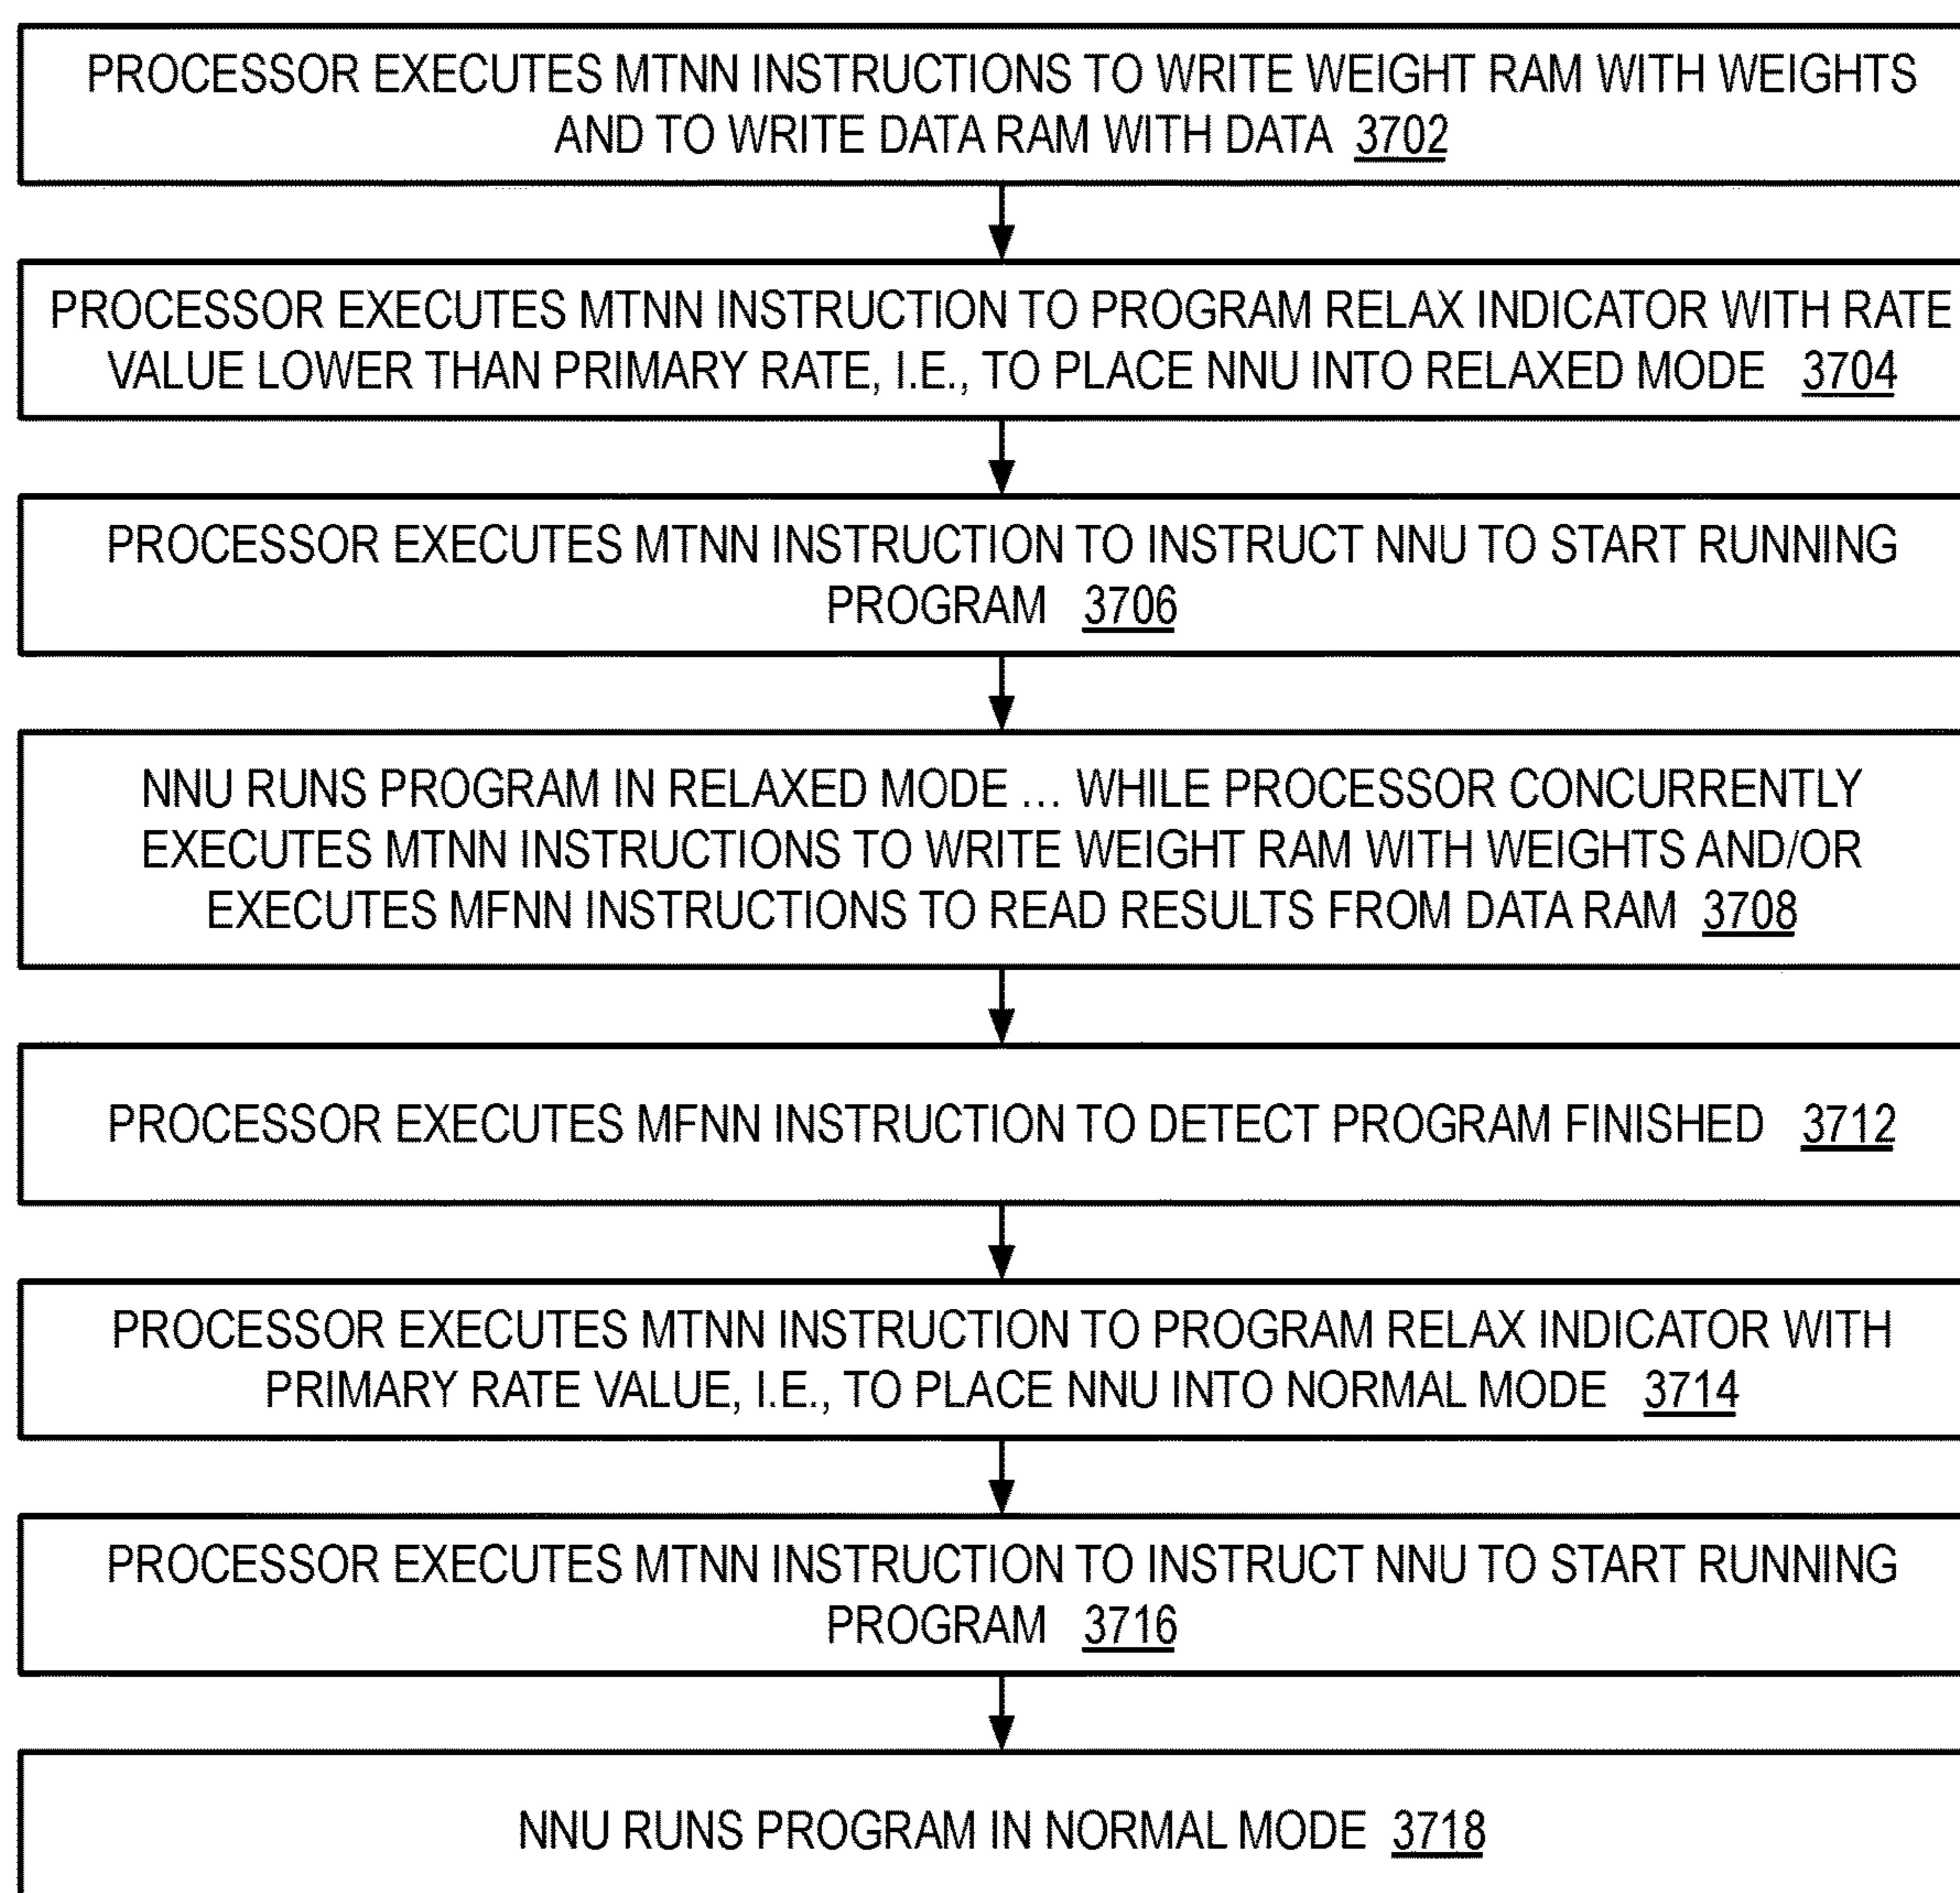 PROCESSOR EXECUTES MTNN INSTRUCTIONS TO WRITE WEIGHT RAM WITH WEIGHTS
AND TO WRITE DATA RAM WITH DATA 3702
PROCESSOR EXECUTES MTNN INSTRUCTION TO PROGRAM RELAX INDICATOR WITH RATE
VALUE LOWER THAN PRIMARY RATE, I.E., TO PLACE NNU INTO RELAXED MODE 3704
PROCESSOR EXECUTES MTNN INSTRUCTION TO INSTRUCT NNU TO START RUNNING
PROGRAM 3706
NNU RUNS PROGRAM IN RELAXED MODE ... WHILE PROCESSOR CONCURRENTLY
EXECUTES MTNN INSTRUCTIONS TO WRITE WEIGHT RAM WITH WEIGHTS AND/OR
EXECUTES MFNN INSTRUCTIONS TO READ RESULTS FROM DATA RAM 3708
PROCESSOR EXECUTES MFNN INSTRUCTION TO DETECT PROGRAM FINISHED 3712
PROCESSOR EXECUTES MTNN INSTRUCTION TO PROGRAM RELAX INDICATOR WITH
PRIMARY RATE VALUE, I.E., TO PLACE NNU INTO NORMAL MODE 3714
PROCESSOR EXECUTES MTNN INSTRUCTION TO INSTRUCT NNU TO START RUNNING
PROGRAM 3716
NNU RUNS PROGRAM IN NORMAL MODE 3718